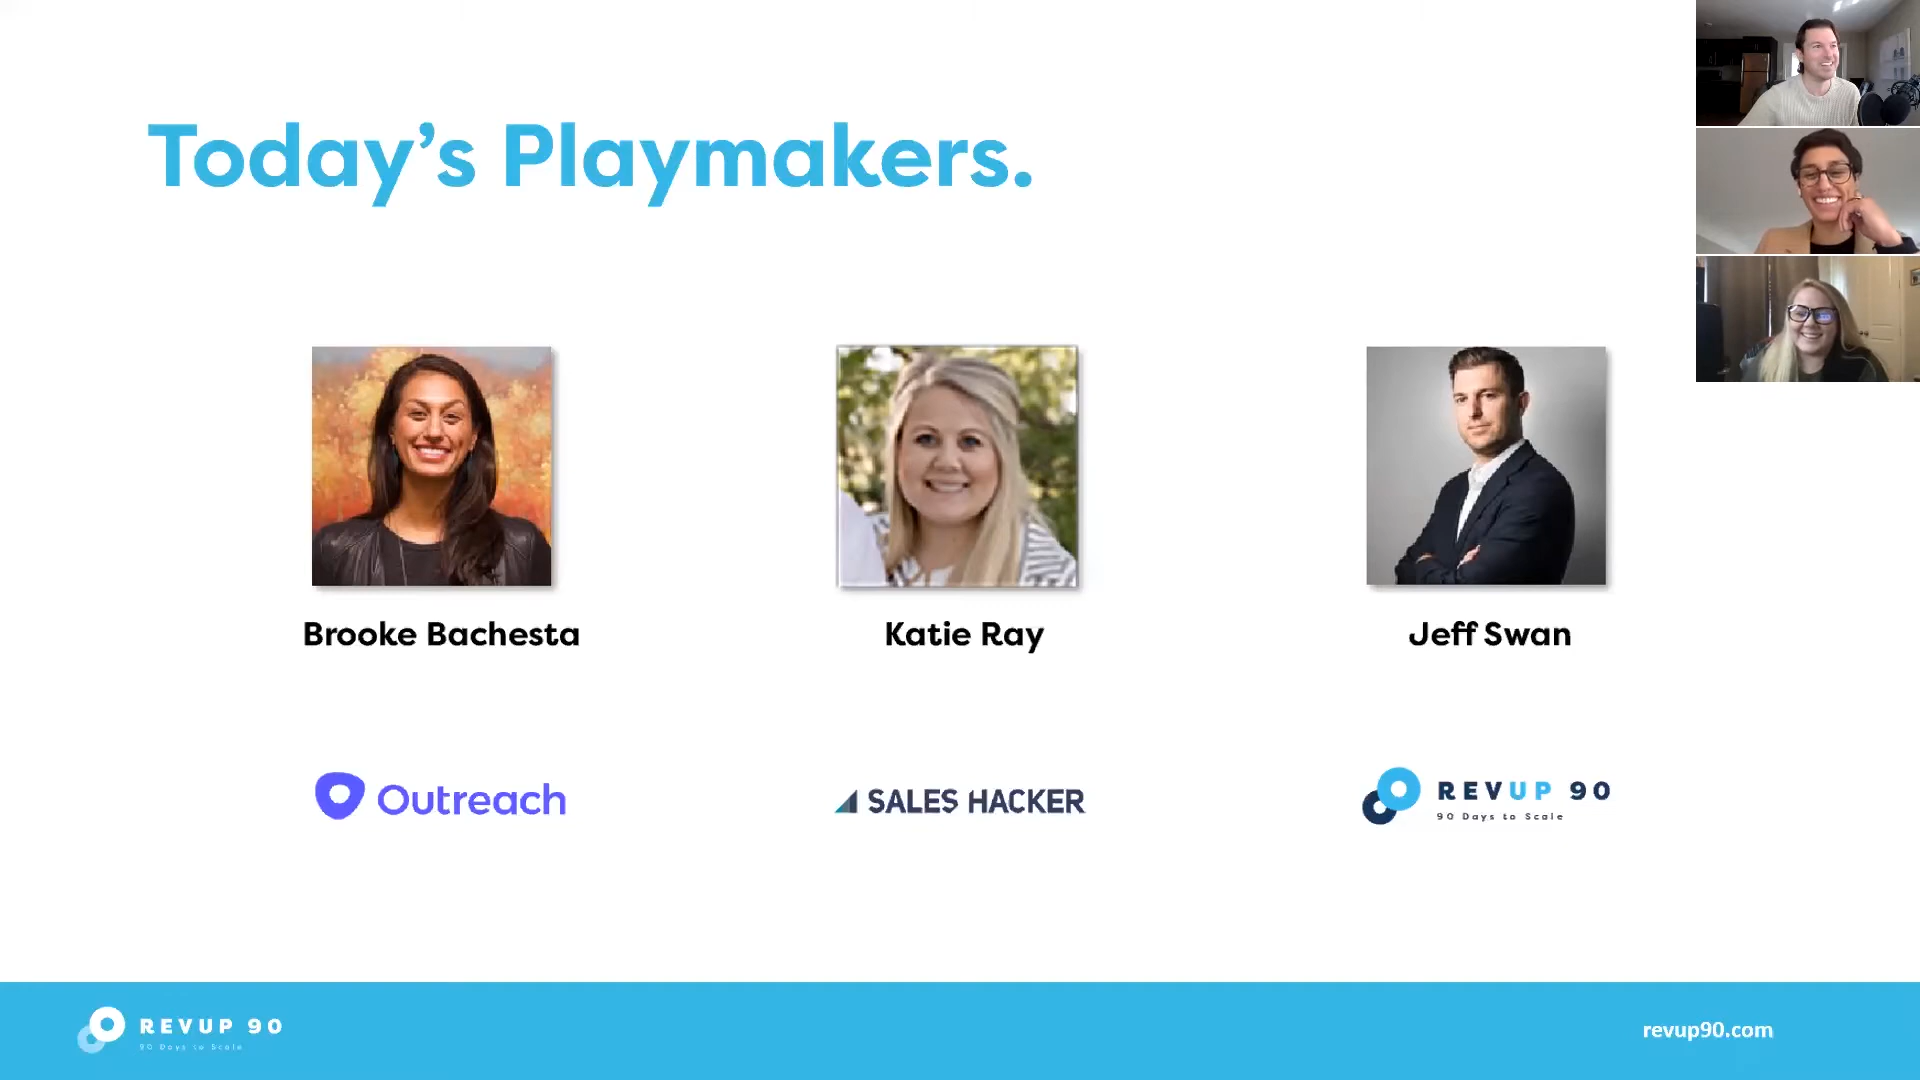 Today’s Playmakers.
Brooke Bachesta
Katie Ray
Jeff Swan
Outreach
SALES HACKER
REVUP 90
90 Days to Scale
REVUP 90
90 Days to Scale
revup90.com